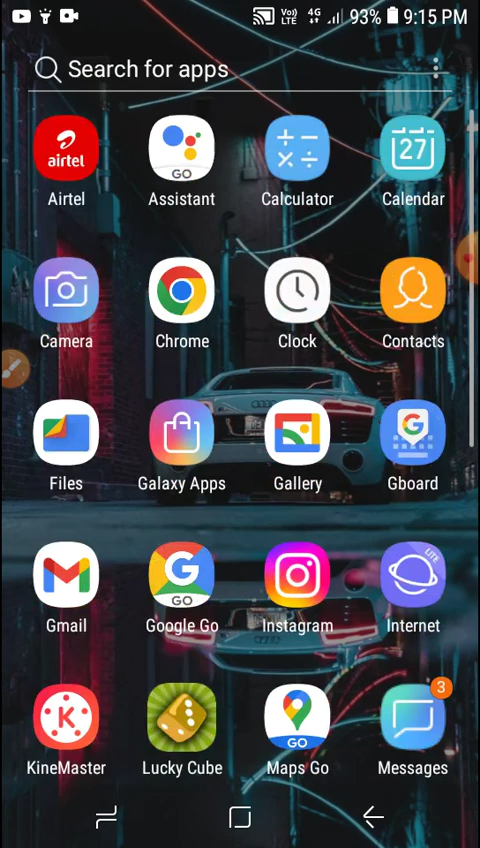 Vo)) LTE 4G 93% 9:15 PM
Search for apps
airtel GO 27
Airtel Assistant Calculator Calendar
Camera Chrome Clock Contacts
G
Files Galaxy Apps Gallery Gboard
G GO LITE
Gmail Google Go Instagram Internet
K GO 3
KineMaster Lucky Cube Maps Go Messages